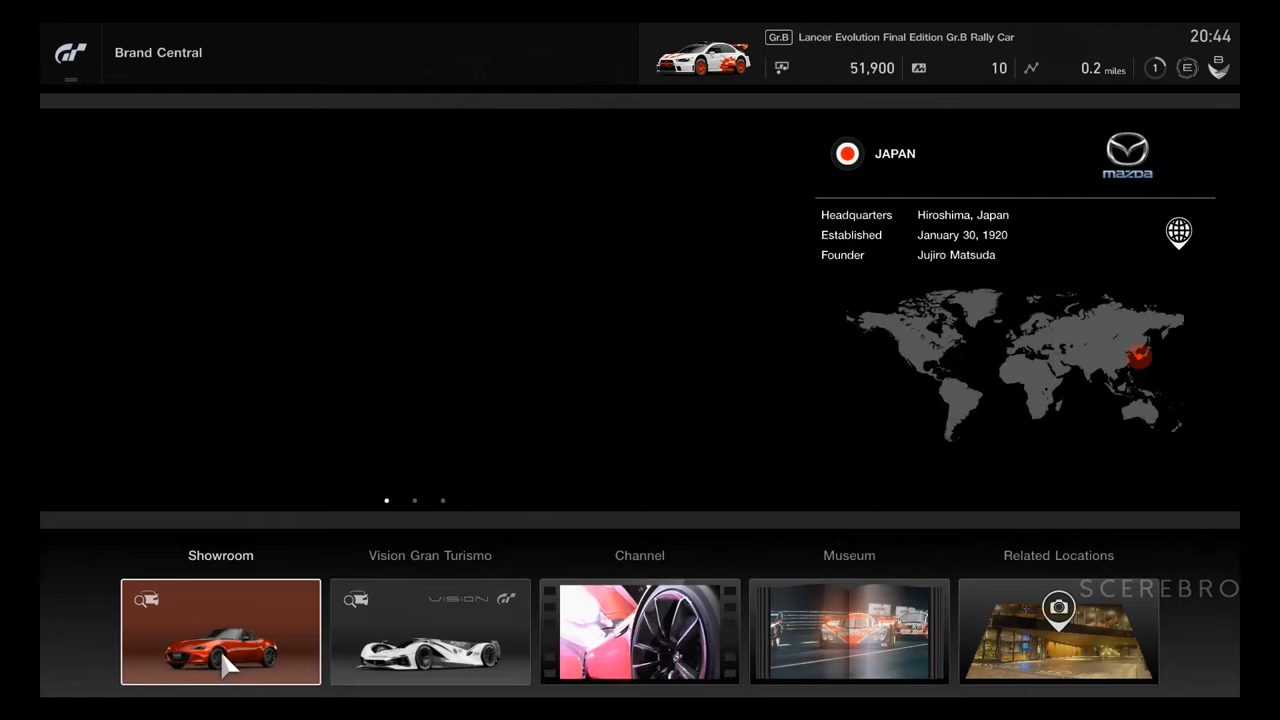 Brand Central
Gr.B Lancer Evolution Final Edition Gr.B Rally Car
20:44
51,900
10
0.2 miles
1
E
B
JAPAN
mazda
Headquarters Hiroshima, Japan
Established January 30, 1920
Founder Jujiro Matsuda
Showroom
Vision Gran Turismo
Channel
Museum
Related Locations
VISION
SCEREBRO